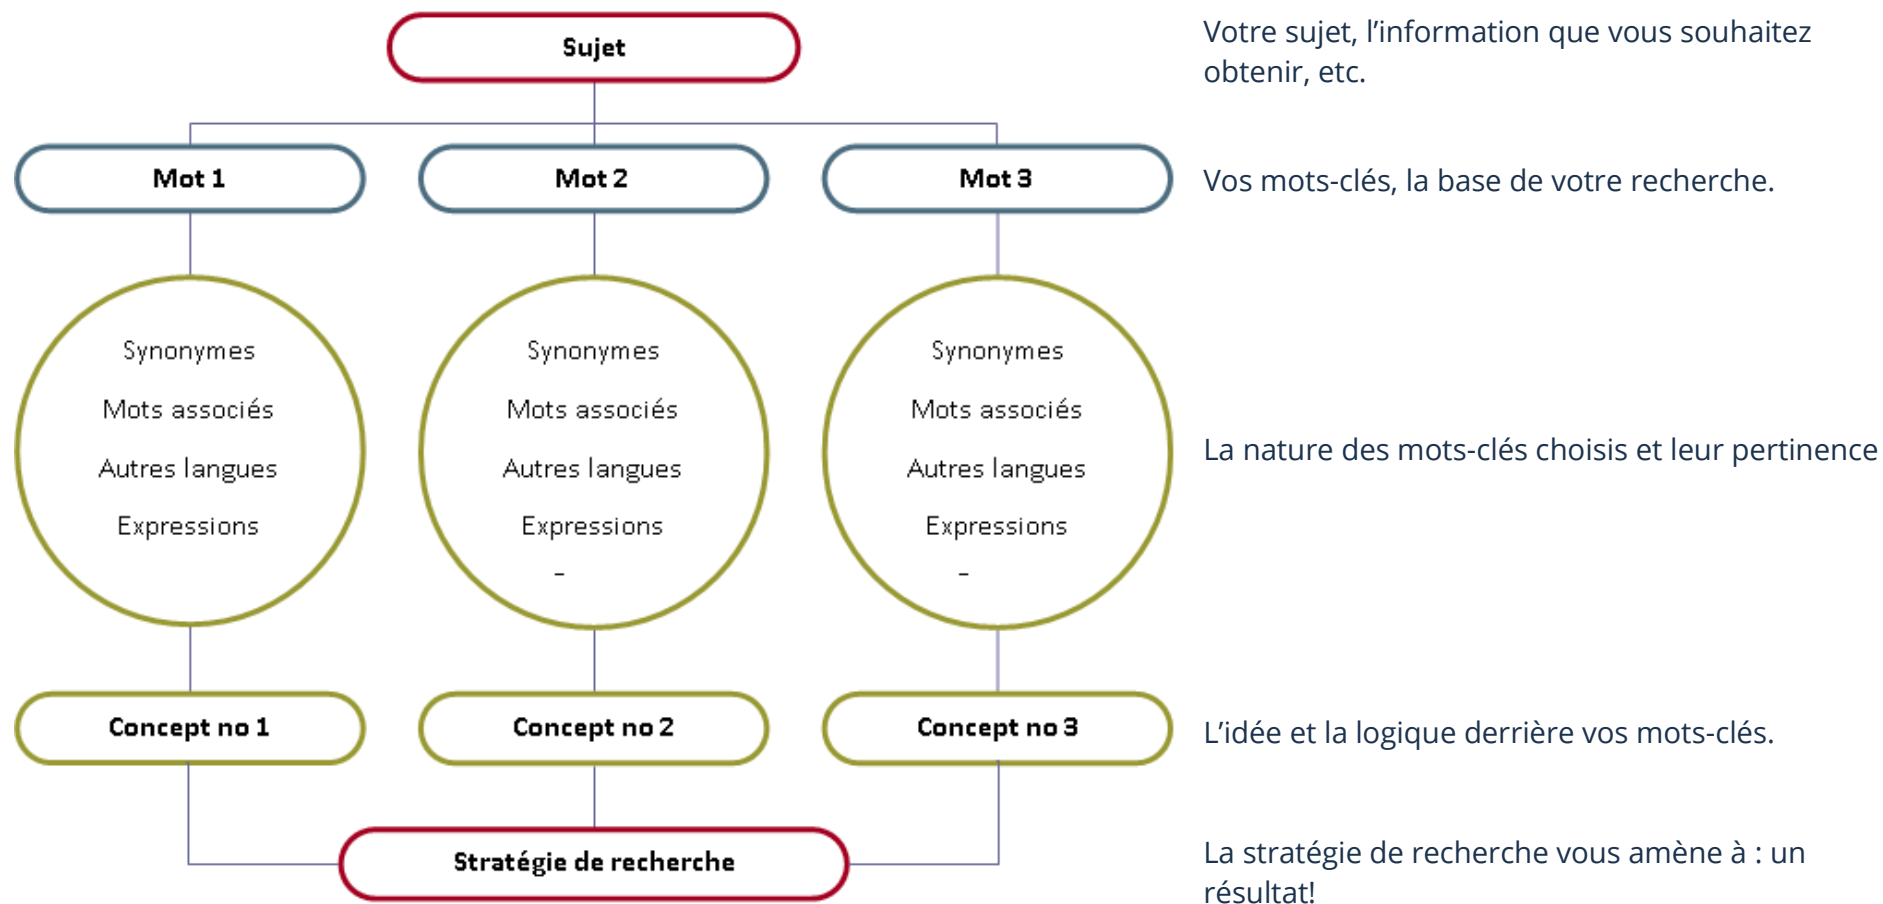 Sujet
Votre sujet, l’information que vous souhaitez
obtenir, etc.
Mot 1
Mot 2
Mot 3
Vos mots-clés, la base de votre recherche.
Synonymes
Mots associés
Autres langues
Expressions
Synonymes
Mots associés
Autres langues
Expressions
–
Synonymes
Mots associés
Autres langues
Expressions
–
La nature des mots-clés choisis et leur pertinence
Concept no 1
Concept no 2
Concept no 3
L’idée et la logique derrière vos mots-clés.
Stratégie de recherche
La stratégie de recherche vous amène à : un
résultat!